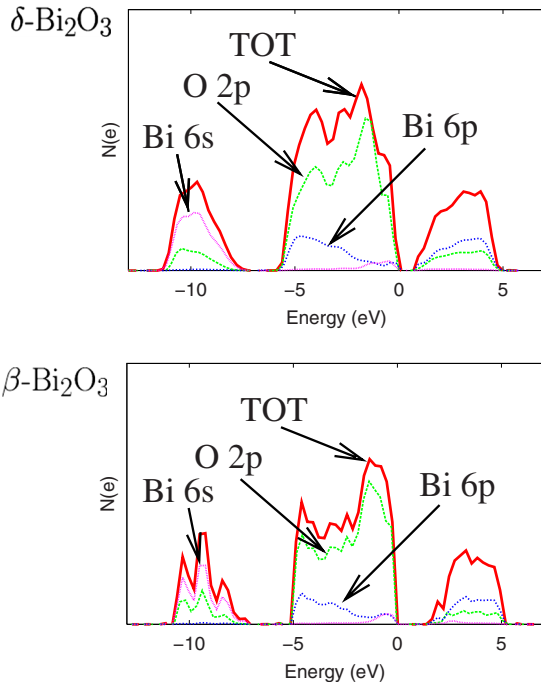 δ-Bi₂O₃
TOT
O 2p
Bi 6s
Bi 6p
N(e)
−10 −5 0 5
Energy (eV)
β-Bi₂O₃
TOT
O 2p
Bi 6s
Bi 6p
N(e)
−10 −5 0 5
Energy (eV)